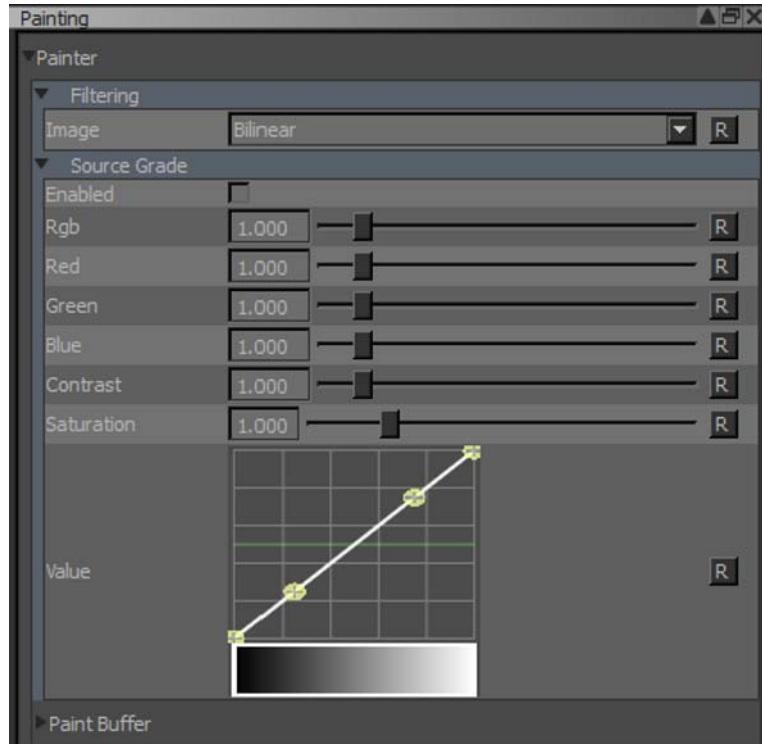 Painting
Painter
Filtering
Image Bilinear R
Source Grade
Enabled
Rgb 1.000 R
Red 1.000 R
Green 1.000 R
Blue 1.000 R
Contrast 1.000 R
Saturation 1.000 R
Value R
Paint Buffer